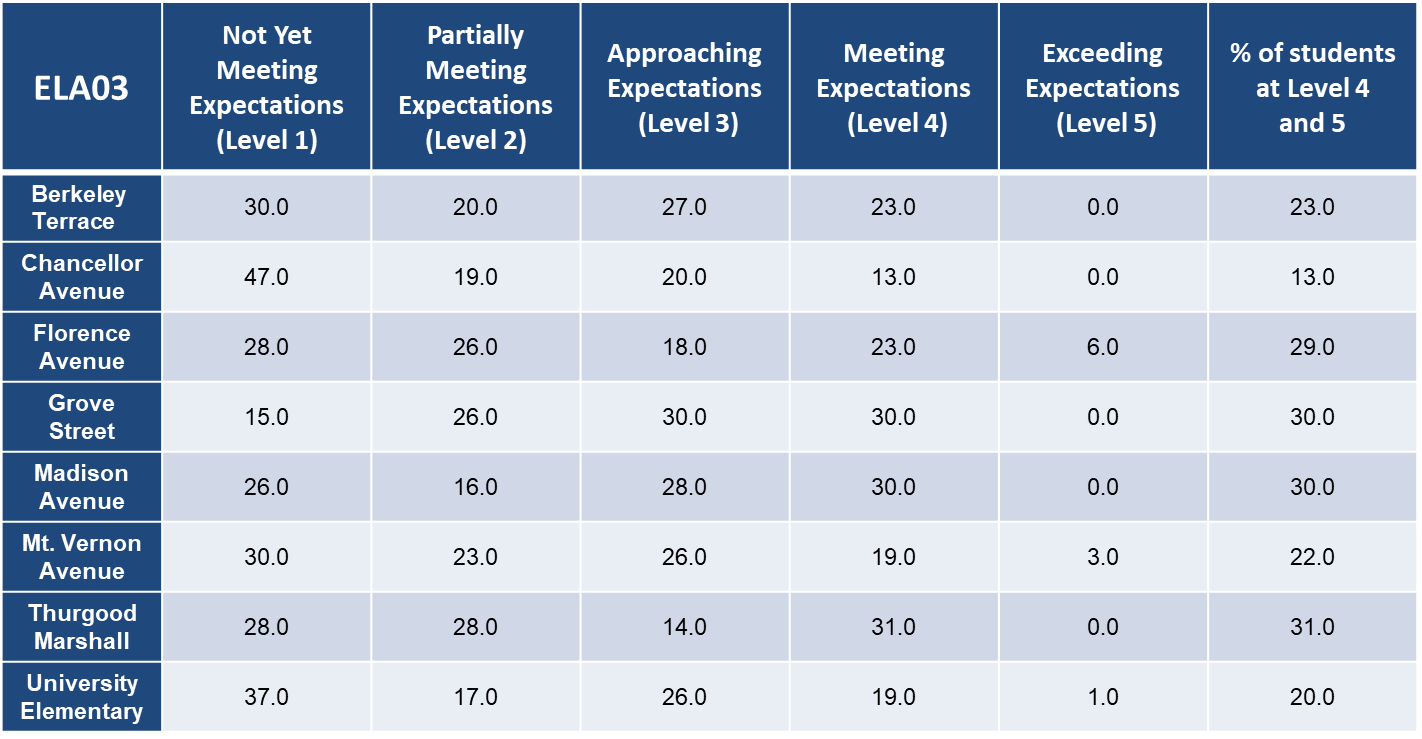 ELA03
Not Yet
Meeting
Expectations
(Level 1)
Partially
Meeting
Expectations
(Level 2)
Approaching
Expectations
(Level 3)
Meeting
Expectations
(Level 4)
Exceeding
Expectations
(Level 5)
% of students
at Level 4
and 5
Berkeley
Terrace
30.0 20.0 27.0 23.0 0.0 23.0
Chancellor
Avenue
47.0 19.0 20.0 13.0 0.0 13.0
Florence
Avenue
28.0 26.0 18.0 23.0 6.0 29.0
Grove
Street
15.0 26.0 30.0 30.0 0.0 30.0
Madison
Avenue
26.0 16.0 28.0 30.0 0.0 30.0
Mt. Vernon
Avenue
30.0 23.0 26.0 19.0 3.0 22.0
Thurgood
Marshall
28.0 28.0 14.0 31.0 0.0 31.0
University
Elementary
37.0 17.0 26.0 19.0 1.0 20.0